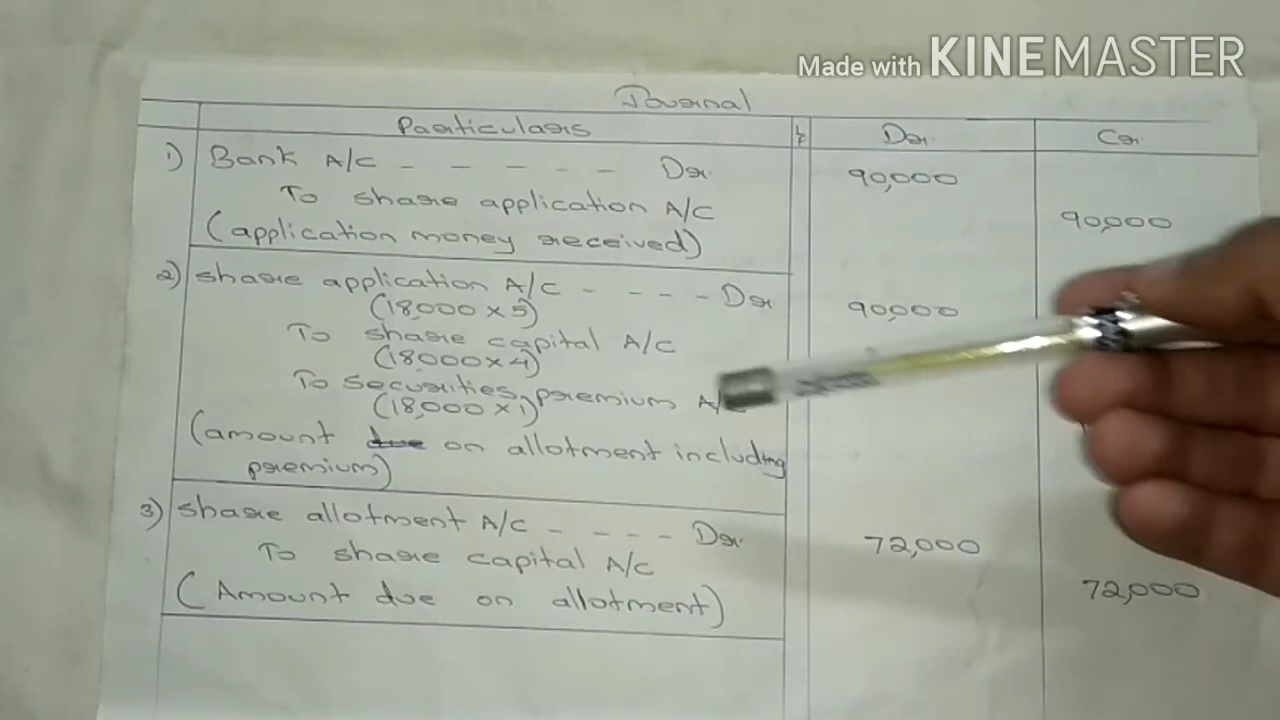 Made with KINEMASTER
Journal
Particulars L/F Dr. Cr.
1) Bank A/C - - - - - Dr. 90,000
To share application A/C 90,000
(application money received)
2) share application A/C - - - - Dr 90,000
(18,000 × 5)
To share capital A/C
(18,000 × 4)
To securities premium A/C
(18,000 × 1)
(amount due on allotment including
premium)
3) share allotment A/C - - - - Dr. 72,000
To share capital A/C 72,000
(Amount due on allotment)